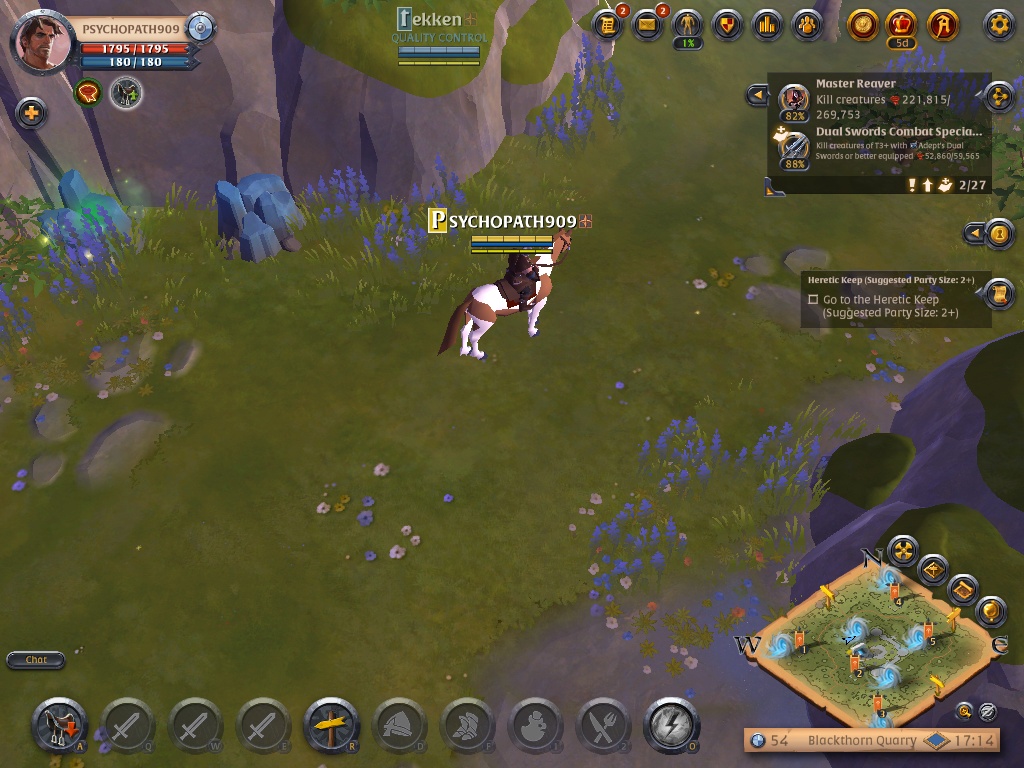 PSYCHOPATH909
1795 / 1795
180 / 180
fekken
QUALITY CONTROL
2
2
1%
5d
Master Reaver
Kill creatures 221,815/
269,753
82%
Dual Swords Combat Specia...
Kill creatures of T3+ with Adept's Dual
Swords or better equipped 52,860/59,565
88%
2/27
PSYCHOPATH909
Heretic Keep (Suggested Party Size: 2+)
Go to the Heretic Keep
(Suggested Party Size: 2+)
N
W
E
4
1
5
2
3
Chat
A
Q
W
E
R
D
F
1
2
O
54 Blackthorn Quarry 17:14